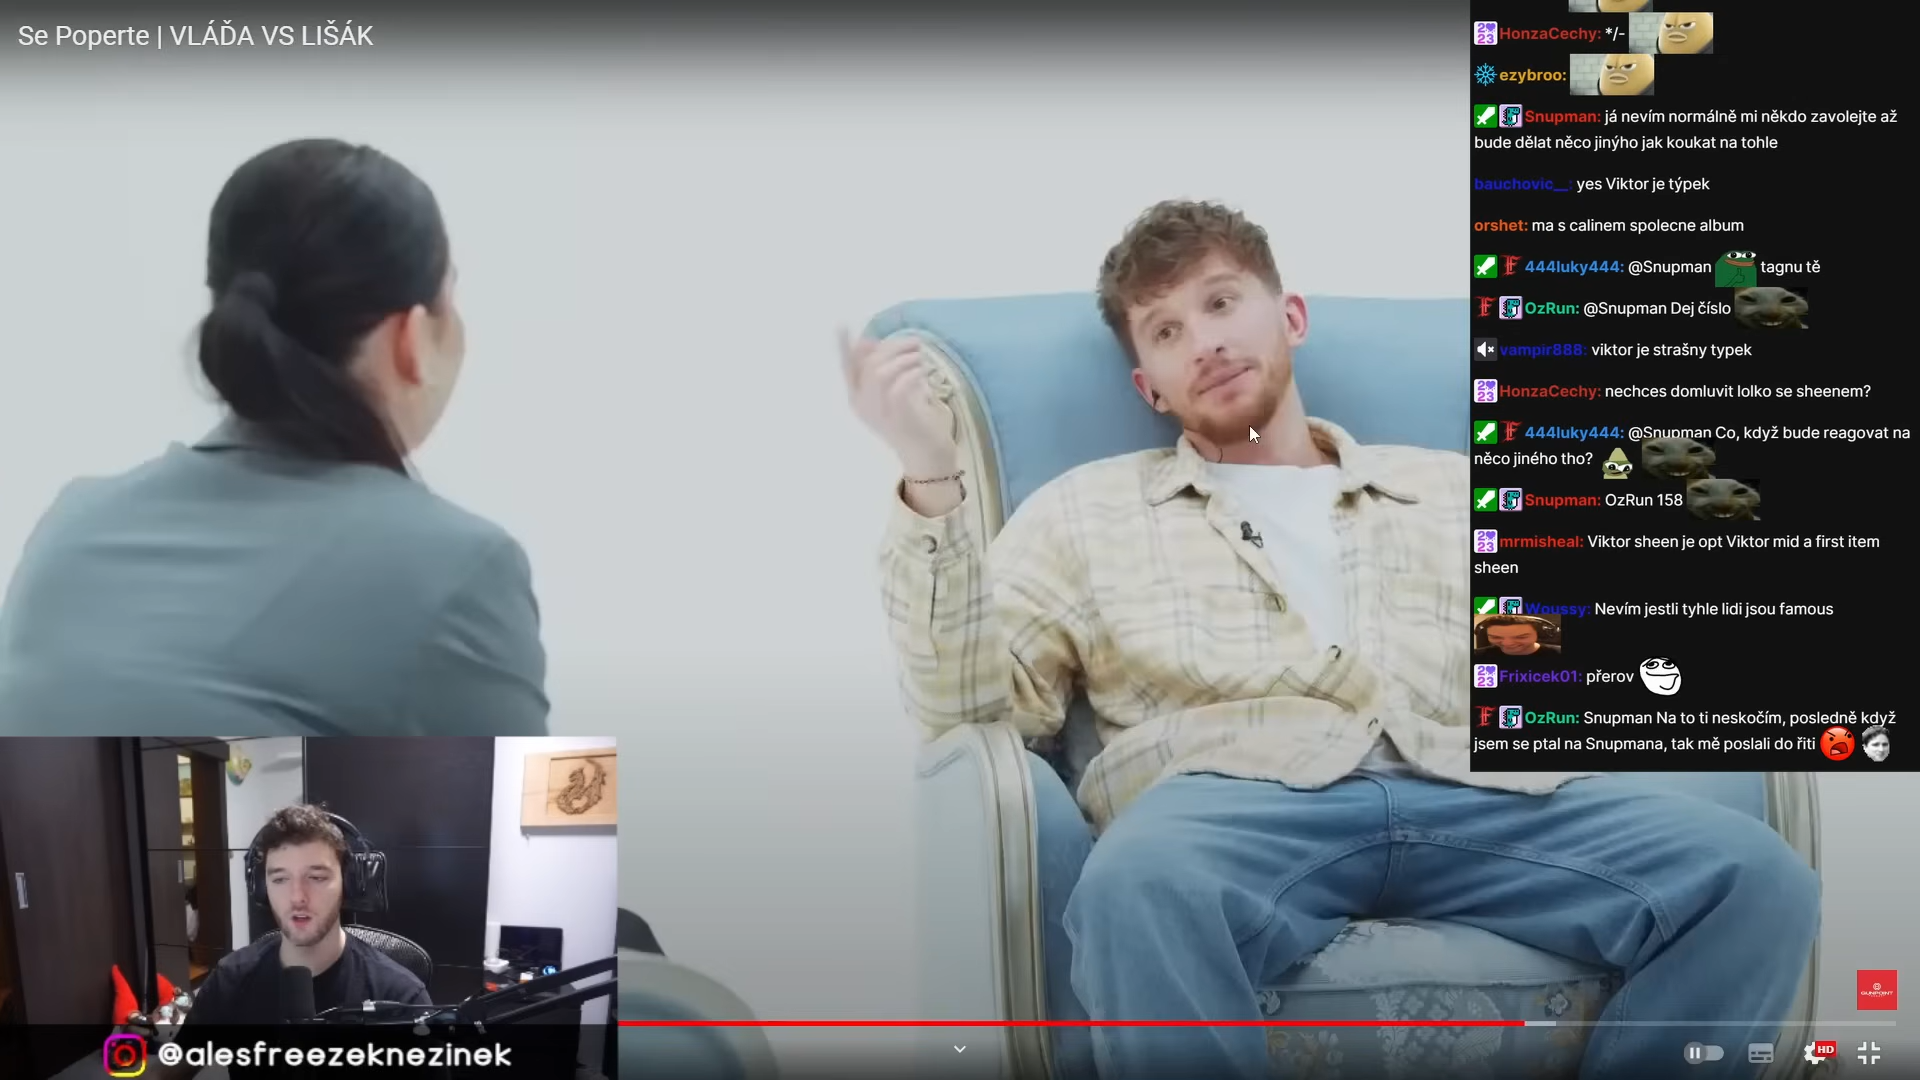 Se Poperte | VLÁĎA VS LIŠÁK
HonzaCechy: */-
ezybroo:
Snupman: já nevím normálně mi někdo zavolejte až
bude dělat něco jinýho jak koukat na tohle
bauchovic__: yes Viktor je týpek
orshet: ma s calinem spolecne album
444luky444: @Snupman tagnu tě
OzRun: @Snupman Dej číslo
vampir888: viktor je strašny typek
HonzaCechy: nechces domluvit lolko se sheenem?
444luky444: @Snupman Co, když bude reagovat na
něco jiného tho?
Snupman: OzRun 158
mrmisheal: Viktor sheen je opt Viktor mid a first item
sheen
Woussy: Nevím jestli tyhle lidi jsou famous
Frixicek01: přerov
OzRun: Snupman Na to ti neskočím, posledně když
jsem se ptal na Snupmana, tak mě poslali do řiti
GUNPOINT
HD
@alesfreezeknezinek